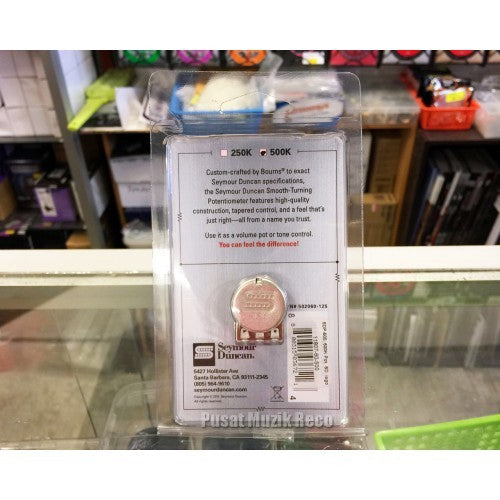 250K 500K
Custom-crafted by Bourns® to exact
Seymour Duncan specifications,
the Seymour Duncan Smooth-Turning
Potentiometer features high-quality
construction, tapered control, and a feel that's
just right—all from a name you trust.
Use it as a volume pot or tone control.
You can feel the difference!
Seymour
Duncan.
5427 Hollister Ave
Santa Barbara, CA 93111-2345
(805) 964-9610
seymourduncan.com
Pusat Muzik Reco